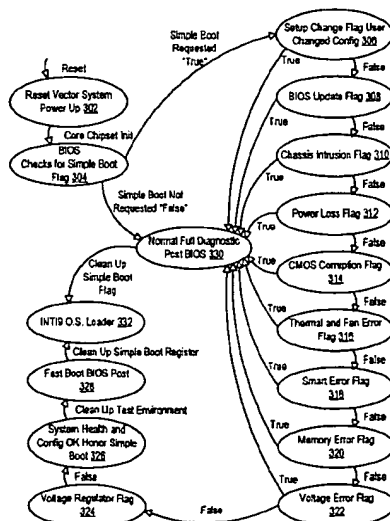 Simple Boot
Requested
"True"
Setup Change Flag User
Changed Config 306
Reset
True
False
Reset Vector System
Power Up 302
BIOS Update Flag 308
True
False
Core Chipset Init
BIOS
Checks for Simple Boot
Flag 304
Chassis Intrusion Flag 310
True
False
Simple Boot Not
Requested "False"
Power Loss Flag 312
True
False
Normal Full Diagnostic
Post BIOS 330
CMOS Corruption Flag
314
True
False
Clean Up
Simple Boot
Flag
Thermal and Fan Error
Flag 316
True
False
INT19 O.S. Loader 332
Clean Up Simple Boot Register
Smart Error Flag
318
True
False
Fast Boot BIOS Post
328
Clean Up Test Environment
Memory Error Flag
320
True
False
System Health and
Config OK Honor Simple
Boot 326
False
Voltage Error Flag
322
False
Voltage Regulator Flag
324